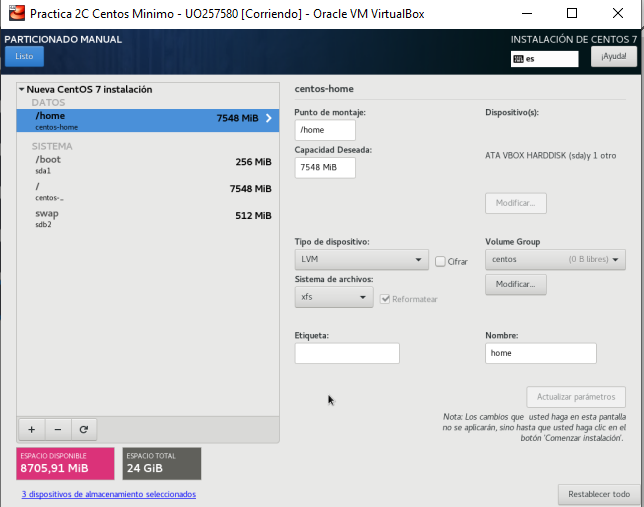 Practica 2C Centos Minimo - UO257580 [Corriendo] - Oracle VM VirtualBox
PARTICIONADO MANUAL
INSTALACIÓN DE CENTOS 7
Listo
es
¡Ayuda!
Nueva CentOS 7 instalación
DATOS
/home
7548 MiB
centos-home
SISTEMA
/boot
256 MiB
sda1
/
7548 MiB
centos-..
swap
512 MiB
sdb2
+ -
ESPACIO DISPONIBLE
8705,91 MiB
ESPACIO TOTAL
24 GiB
3 dispositivos de almacenamiento seleccionados
centos-home
Punto de montaje:
/home
Capacidad Deseada:
7548 MiB
Dispositivo(s):
ATA VBOX HARDDISK (sda)y 1 otro
Modificar...
Tipo de dispositivo:
LVM
Cifrar
Volume Group
centos (0 B libres)
Sistema de archivos:
xfs
Reformatear
Modificar...
Etiqueta:
Nombre:
home
Actualizar parámetros
Nota: Los cambios que usted haga en esta pantalla
no se aplicarán, sino hasta que usted haga clic en el
botón 'Comenzar instalación'.
Restablecer todo